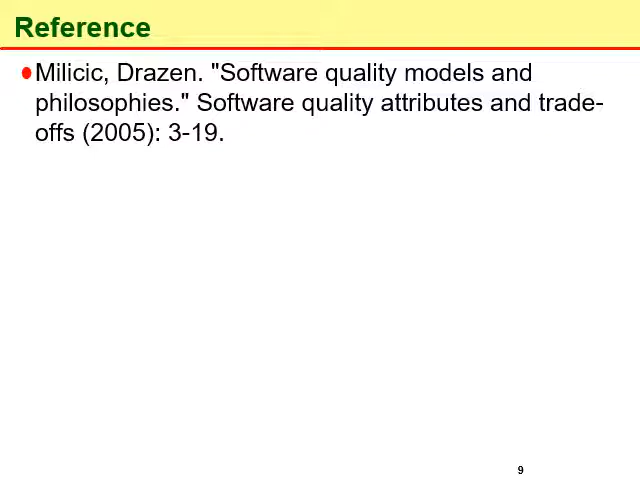 Reference
•Milicic, Drazen. "Software quality models and
philosophies." Software quality attributes and trade-
offs (2005): 3-19.
9